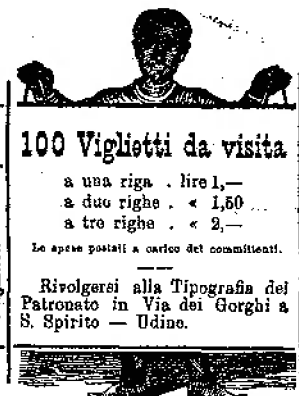 100 Viglietti da visita
a una riga . lire 1,—
a due righe . « 1,50
a tre righe . « 2,—
Le spese postali a carico dei committenti.
Rivolgersi alla Tipografia del
Patronato in Via dei Gorghi a
S. Spirito — Udine.